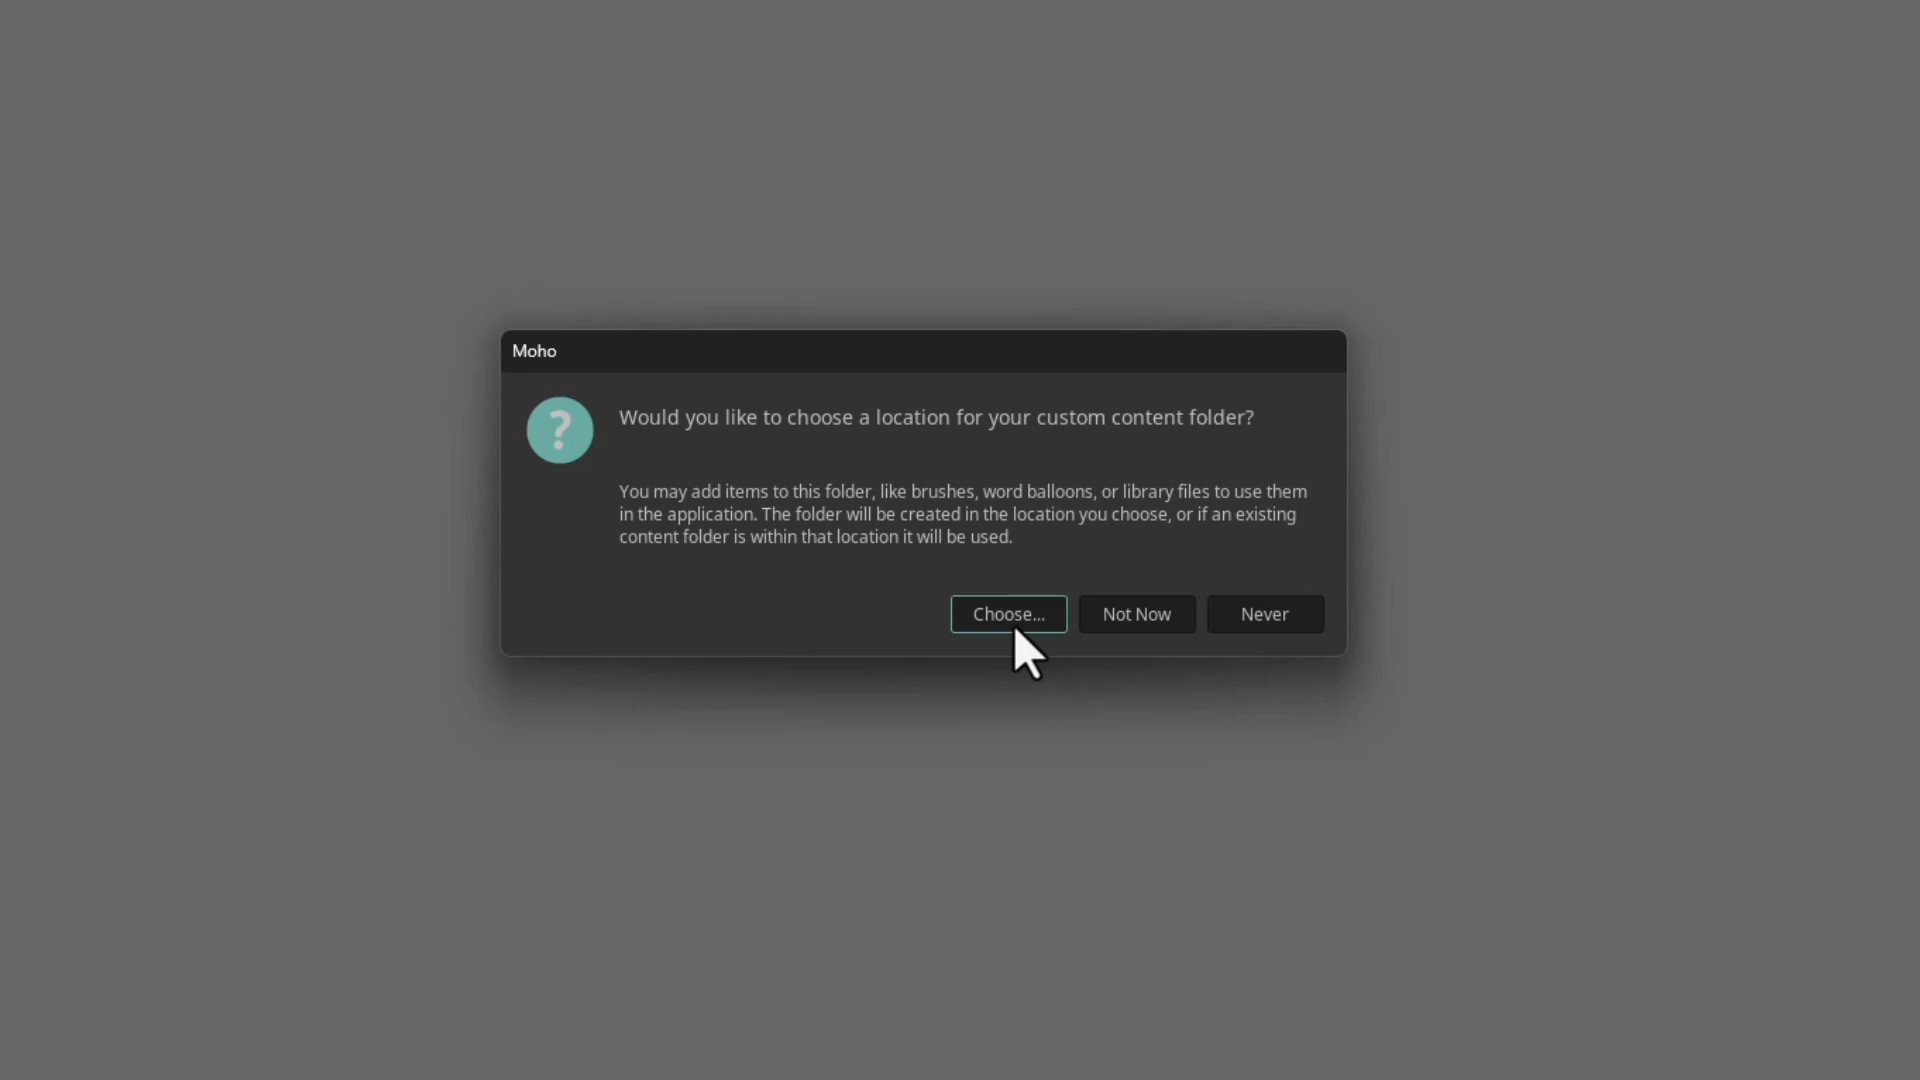 Moho
?
Would you like to choose a location for your custom content folder?
You may add items to this folder, like brushes, word balloons, or library files to use them
in the application. The folder will be created in the location you choose, or if an existing
content folder is within that location it will be used.
Choose... Not Now Never